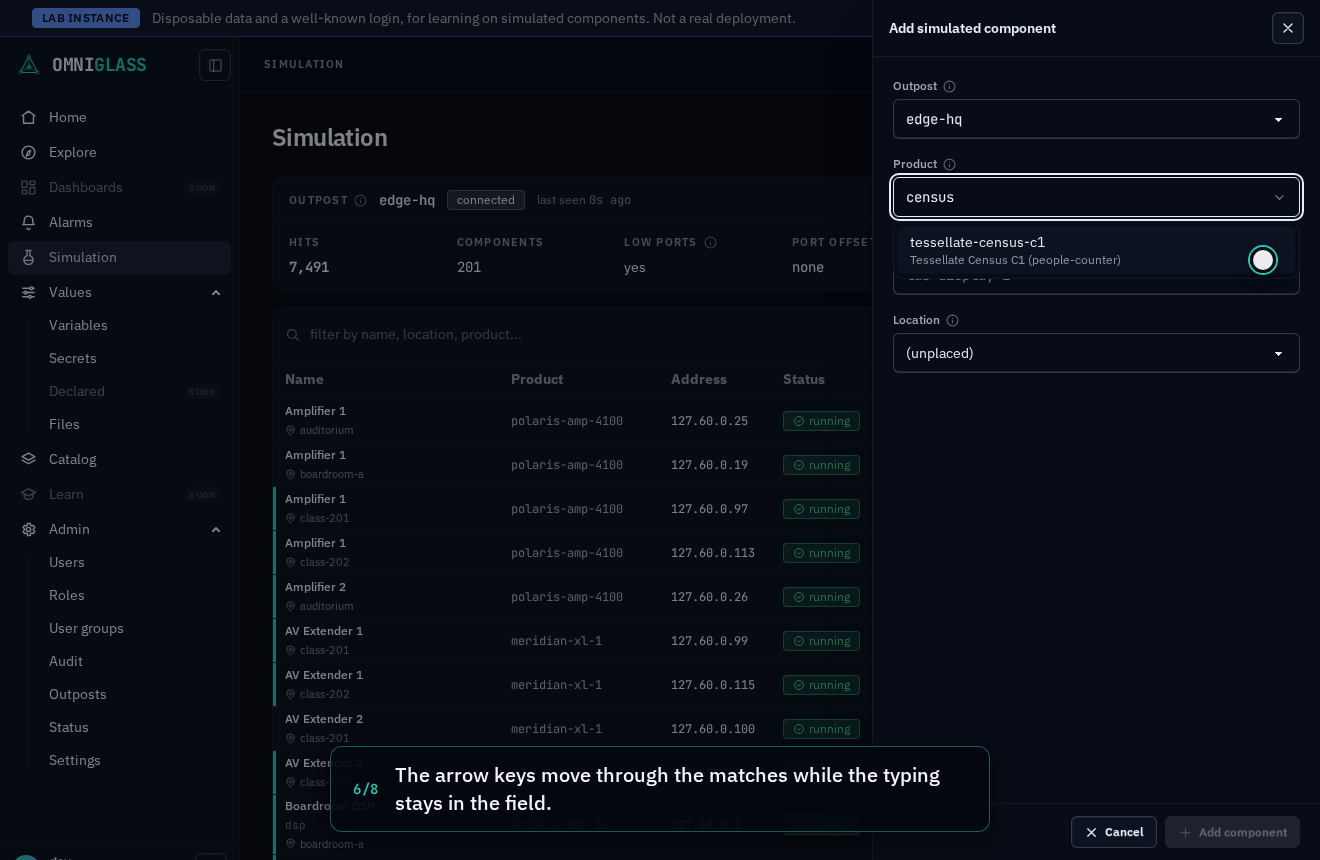 LAB INSTANCE
Disposable data and a well-known login, for learning on simulated components. Not a real deployment.
OMNIGLASS
Home
Explore
Dashboards
SOON
Alarms
Simulation
Values
Variables
Secrets
Declared
SOON
Files
Catalog
Learn
SOON
Admin
Users
Roles
User groups
Audit
Outposts
Status
Settings
SIMULATION
Simulation
OUTPOST edge-hq connected last seen 0s ago
HITS COMPONENTS LOW PORTS PORT OFFSET
7,491 201 yes none
filter by name, location, product...
Name Product Address Status
Amplifier 1
auditorium
polaris-amp-4100 127.60.0.25 running
Amplifier 1
boardroom-a
polaris-amp-4100 127.60.0.19 running
Amplifier 1
class-201
polaris-amp-4100 127.60.0.97 running
Amplifier 1
class-202
polaris-amp-4100 127.60.0.113 running
Amplifier 2
auditorium
polaris-amp-4100 127.60.0.26 running
AV Extender 1
class-201
meridian-xl-1 127.60.0.99 running
AV Extender 1
class-202
meridian-xl-1 127.60.0.115 running
AV Extender 2
class-201
meridian-xl-1 127.60.0.100 running
AV Extender 2
Boardroom DSP
dsp
boardroom-a
6/8
The arrow keys move through the matches while the typing
stays in the field.
Add simulated component
Outpost
edge-hq
Product
census
tessellate-census-c1
Tessellate Census C1 (people-counter)
Location
(unplaced)
Cancel
Add component